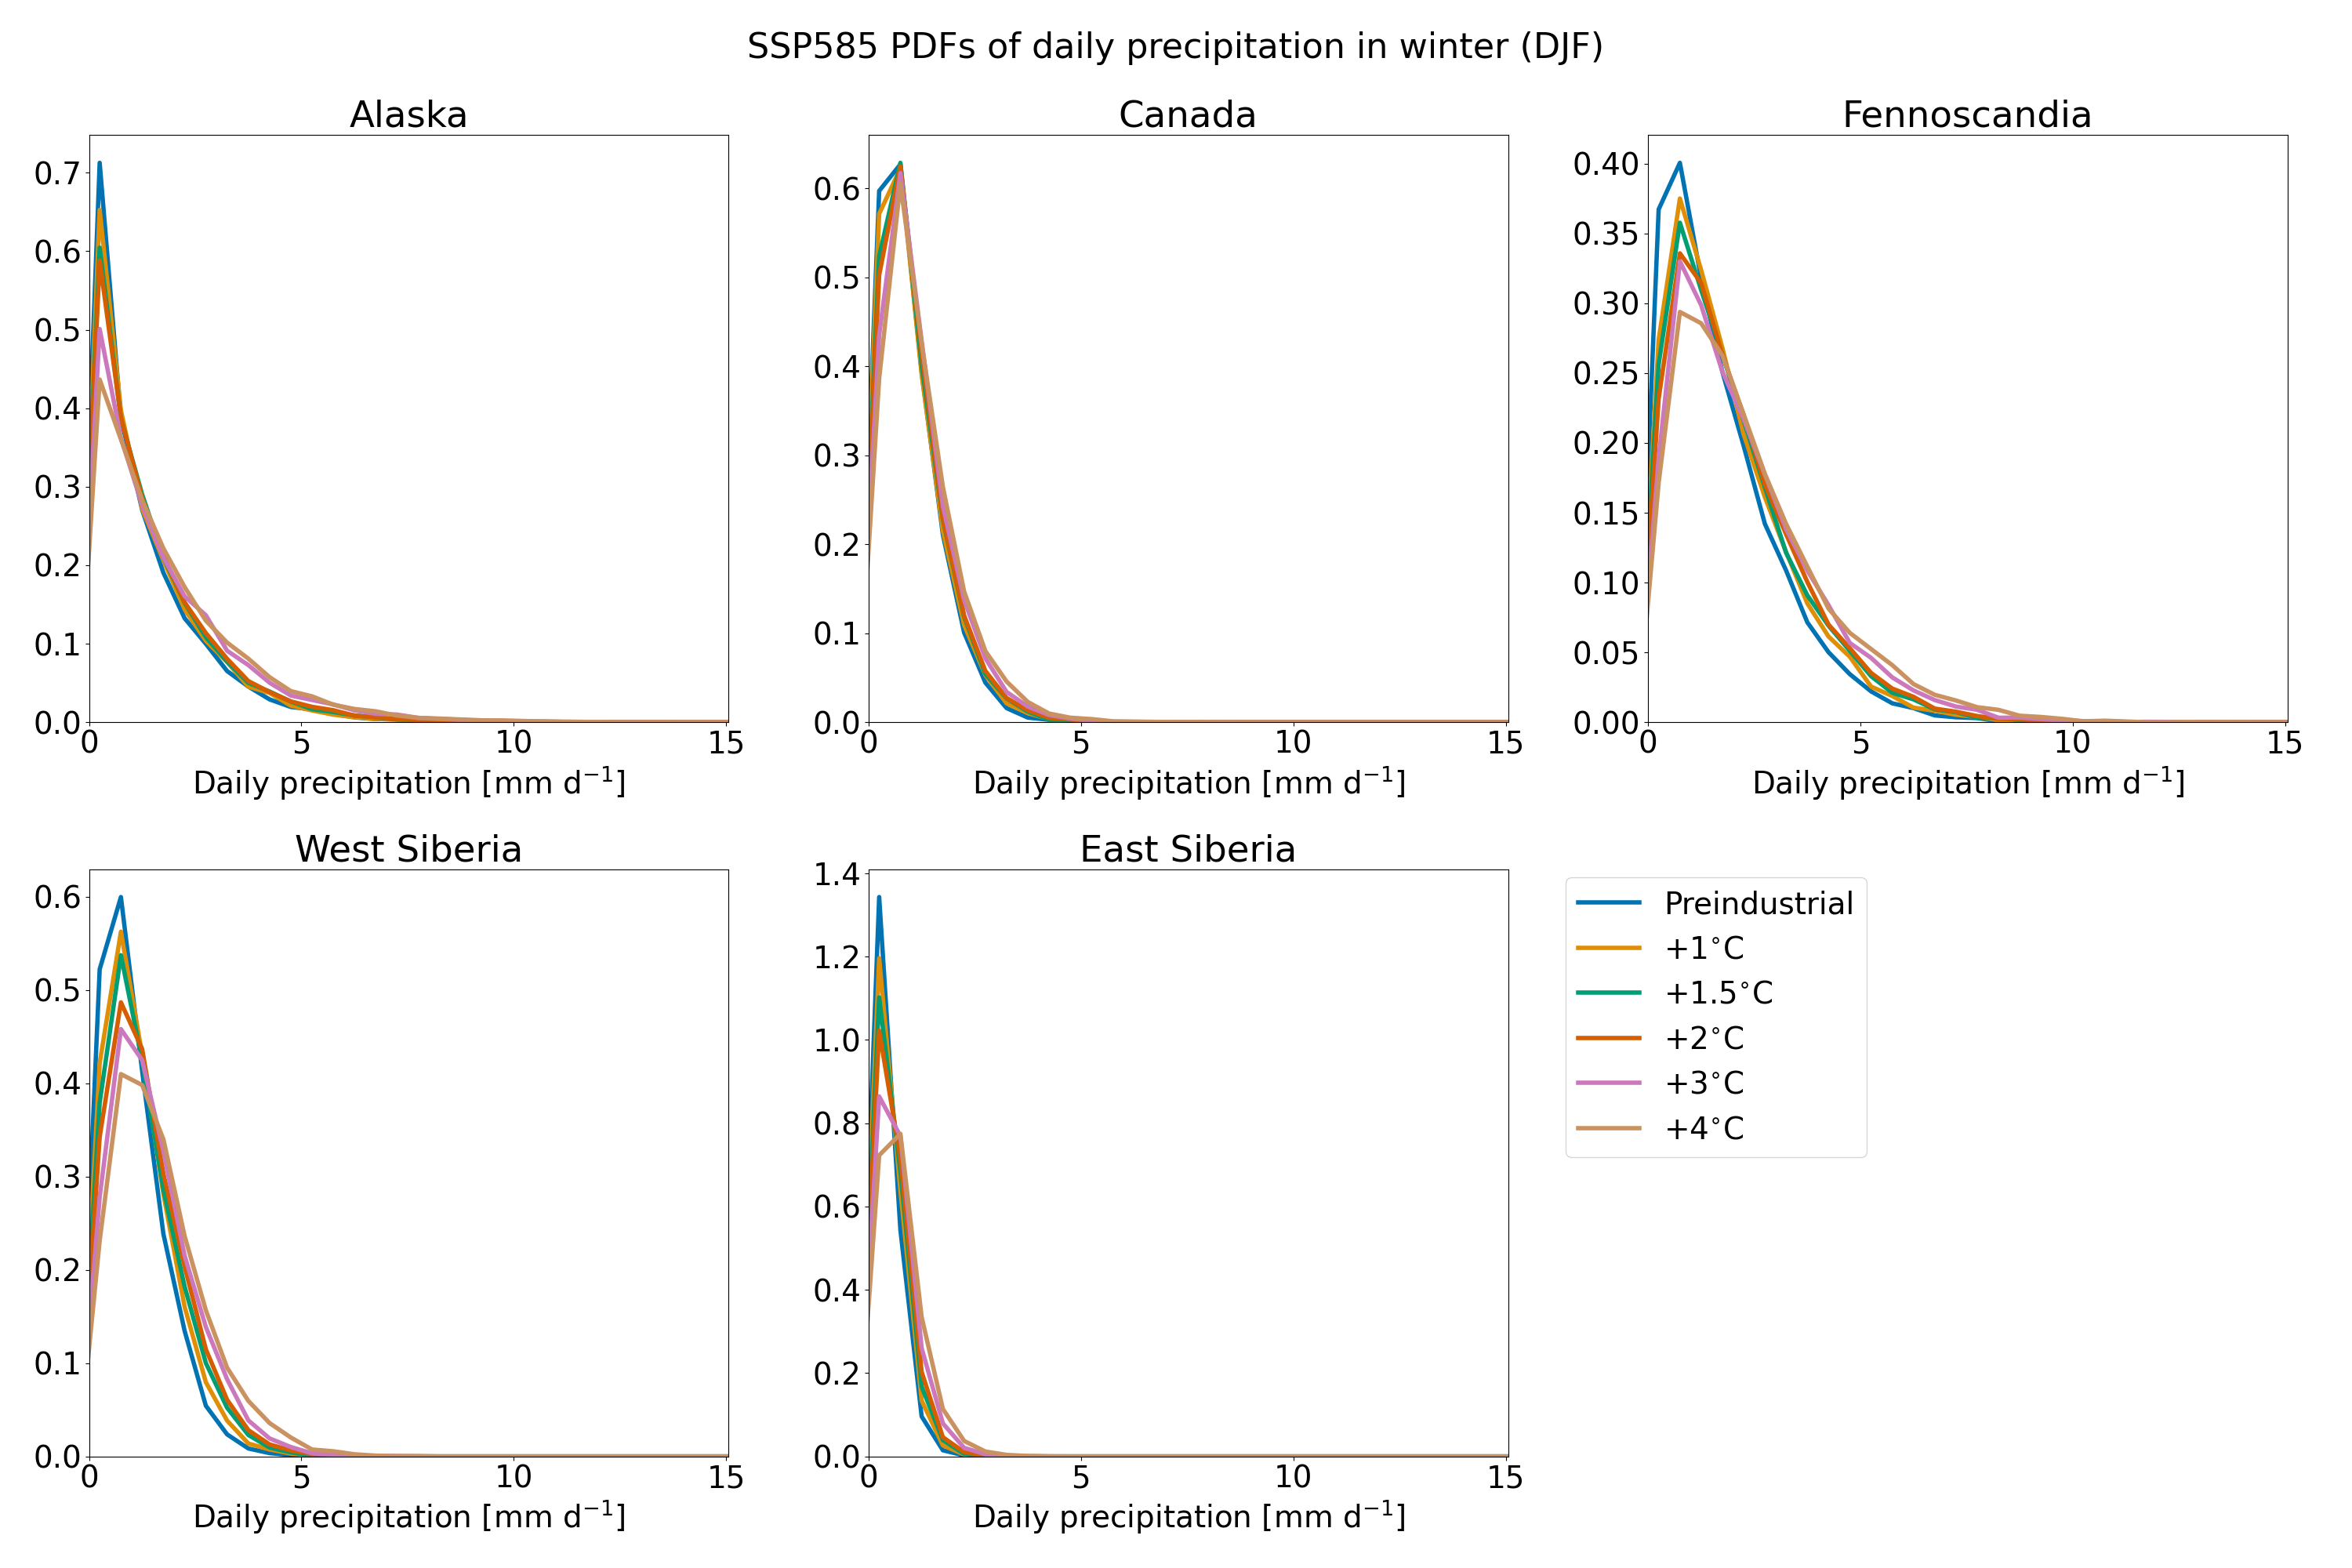 SSP585 PDFs of daily precipitation in winter (DJF)
Alaska
0.7
0.6
0.5
0.4
0.3
0.2
0.1
0.0
0 5 10 15
Daily precipitation [mm d⁻¹]
Canada
0.6
0.5
0.4
0.3
0.2
0.1
0.0
0 5 10 15
Daily precipitation [mm d⁻¹]
Fennoscandia
0.40
0.35
0.30
0.25
0.20
0.15
0.10
0.05
0.00
0 5 10 15
Daily precipitation [mm d⁻¹]
West Siberia
0.6
0.5
0.4
0.3
0.2
0.1
0.0
0 5 10 15
Daily precipitation [mm d⁻¹]
East Siberia
1.4
1.2
1.0
0.8
0.6
0.4
0.2
0.0
0 5 10 15
Daily precipitation [mm d⁻¹]
Preindustrial
+1°C
+1.5°C
+2°C
+3°C
+4°C